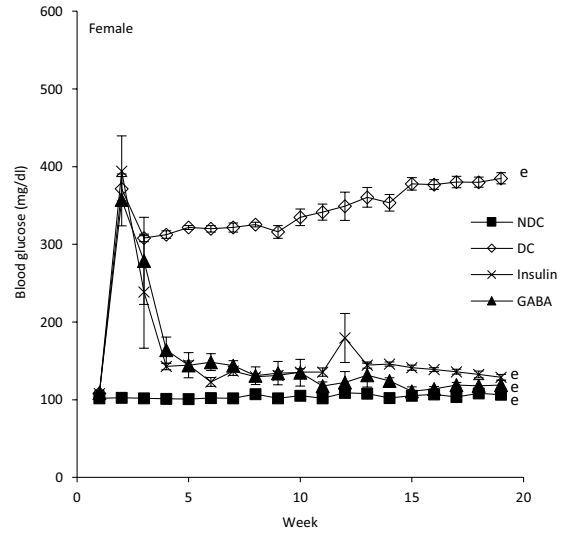 600
Female
500
400
e
300
NDC
DC
Insulin
GABA
200
e
e
100
e
0
0
5
10
15
20
Week
Blood glucose (mg/dl)